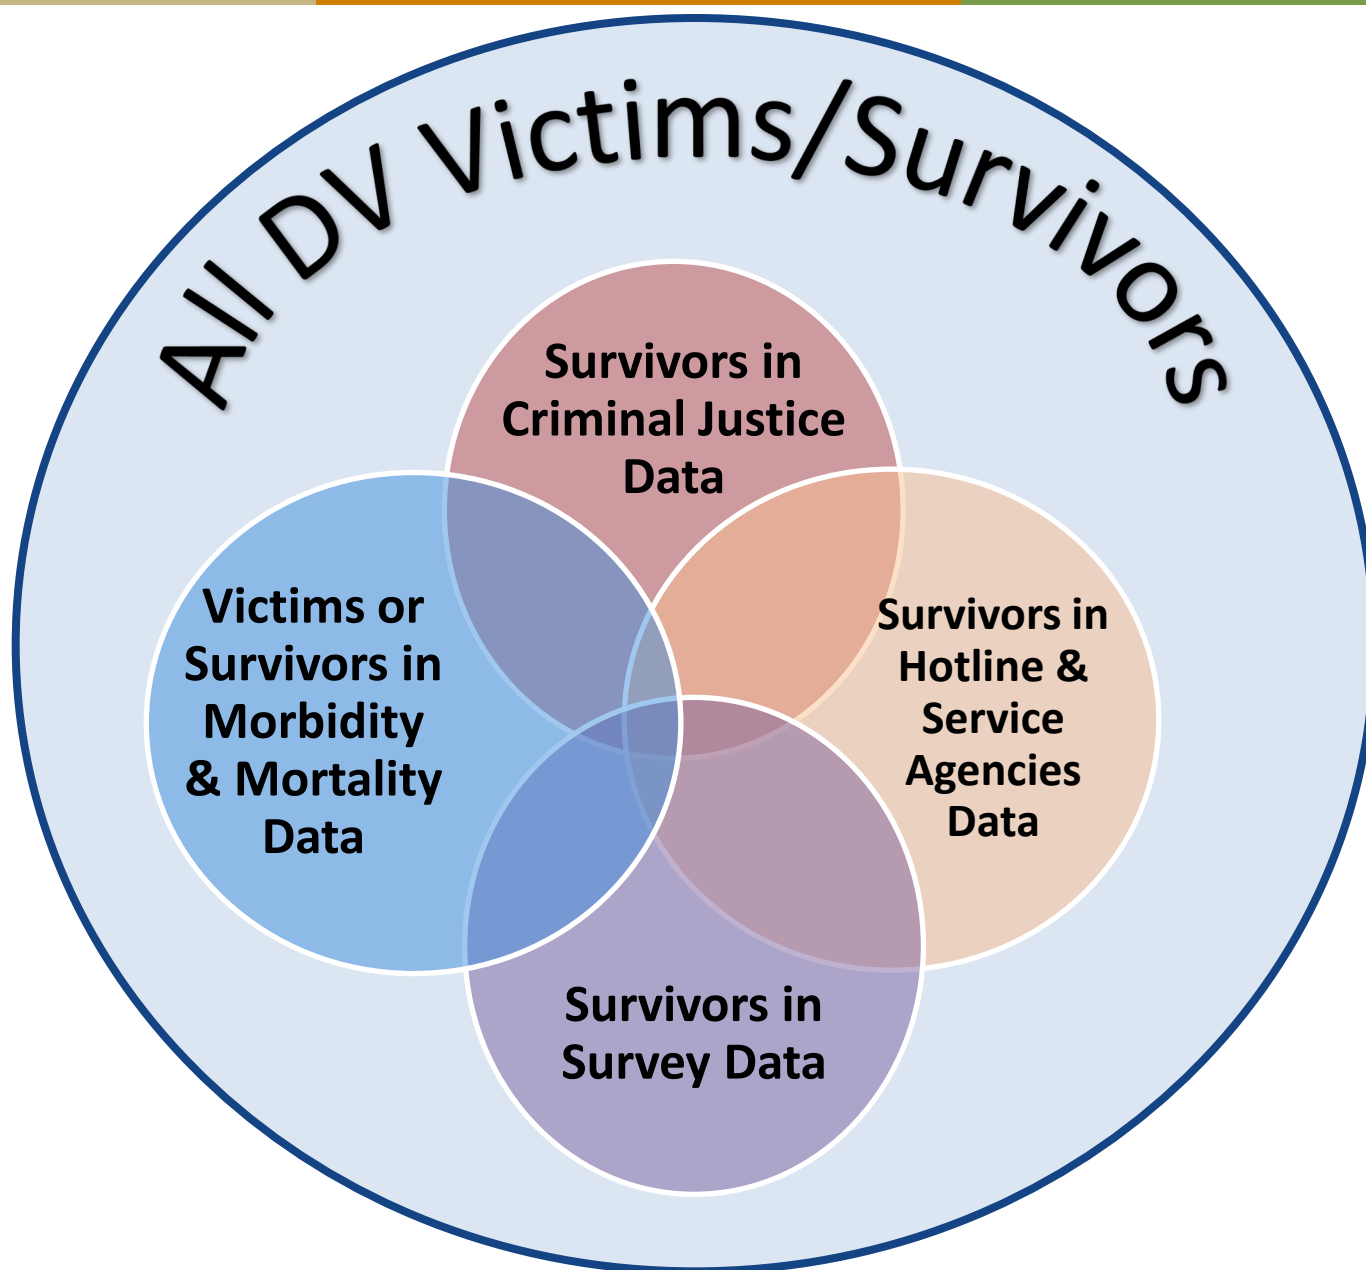 All DV Victims/Survivors
Survivors in
Criminal Justice
Data
Victims or
Survivors in
Morbidity
& Mortality
Data
Survivors in
Hotline &
Service
Agencies
Data
Survivors in
Survey Data